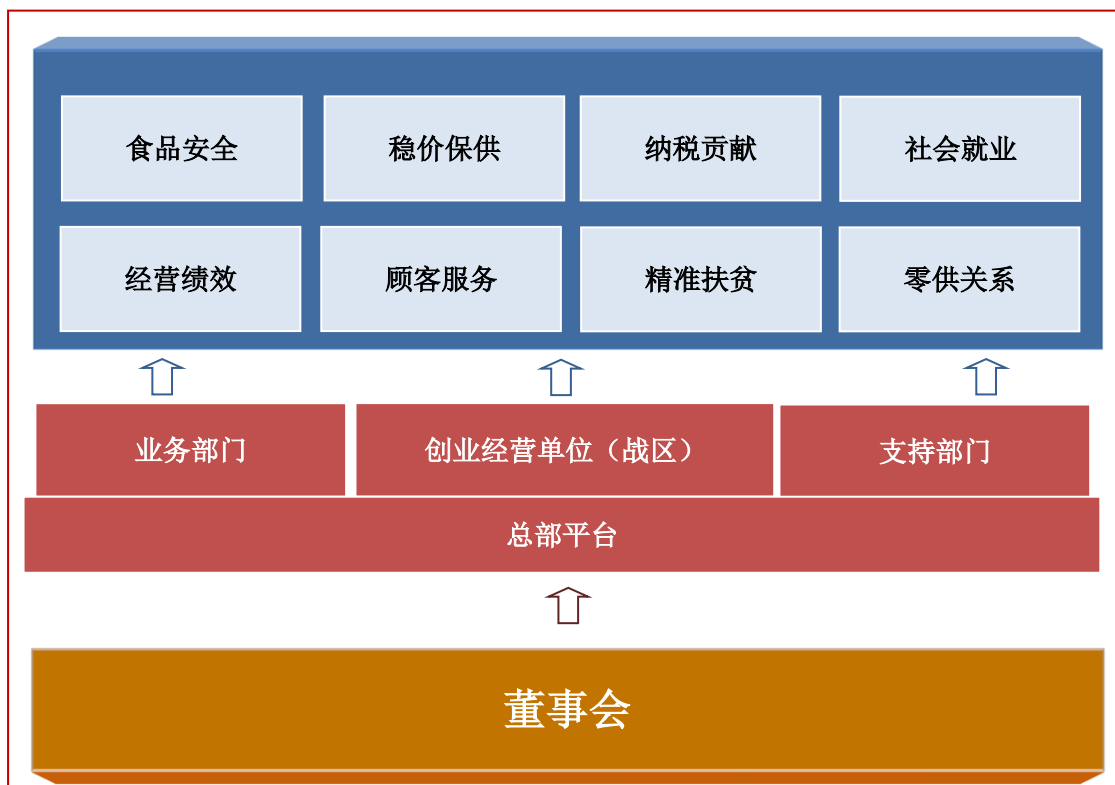 食品安全
稳价保供
纳税贡献
社会就业
经营绩效
顾客服务
精准扶贫
零供关系
业务部门
创业经营单位（战区）
支持部门
总部平台
董事会